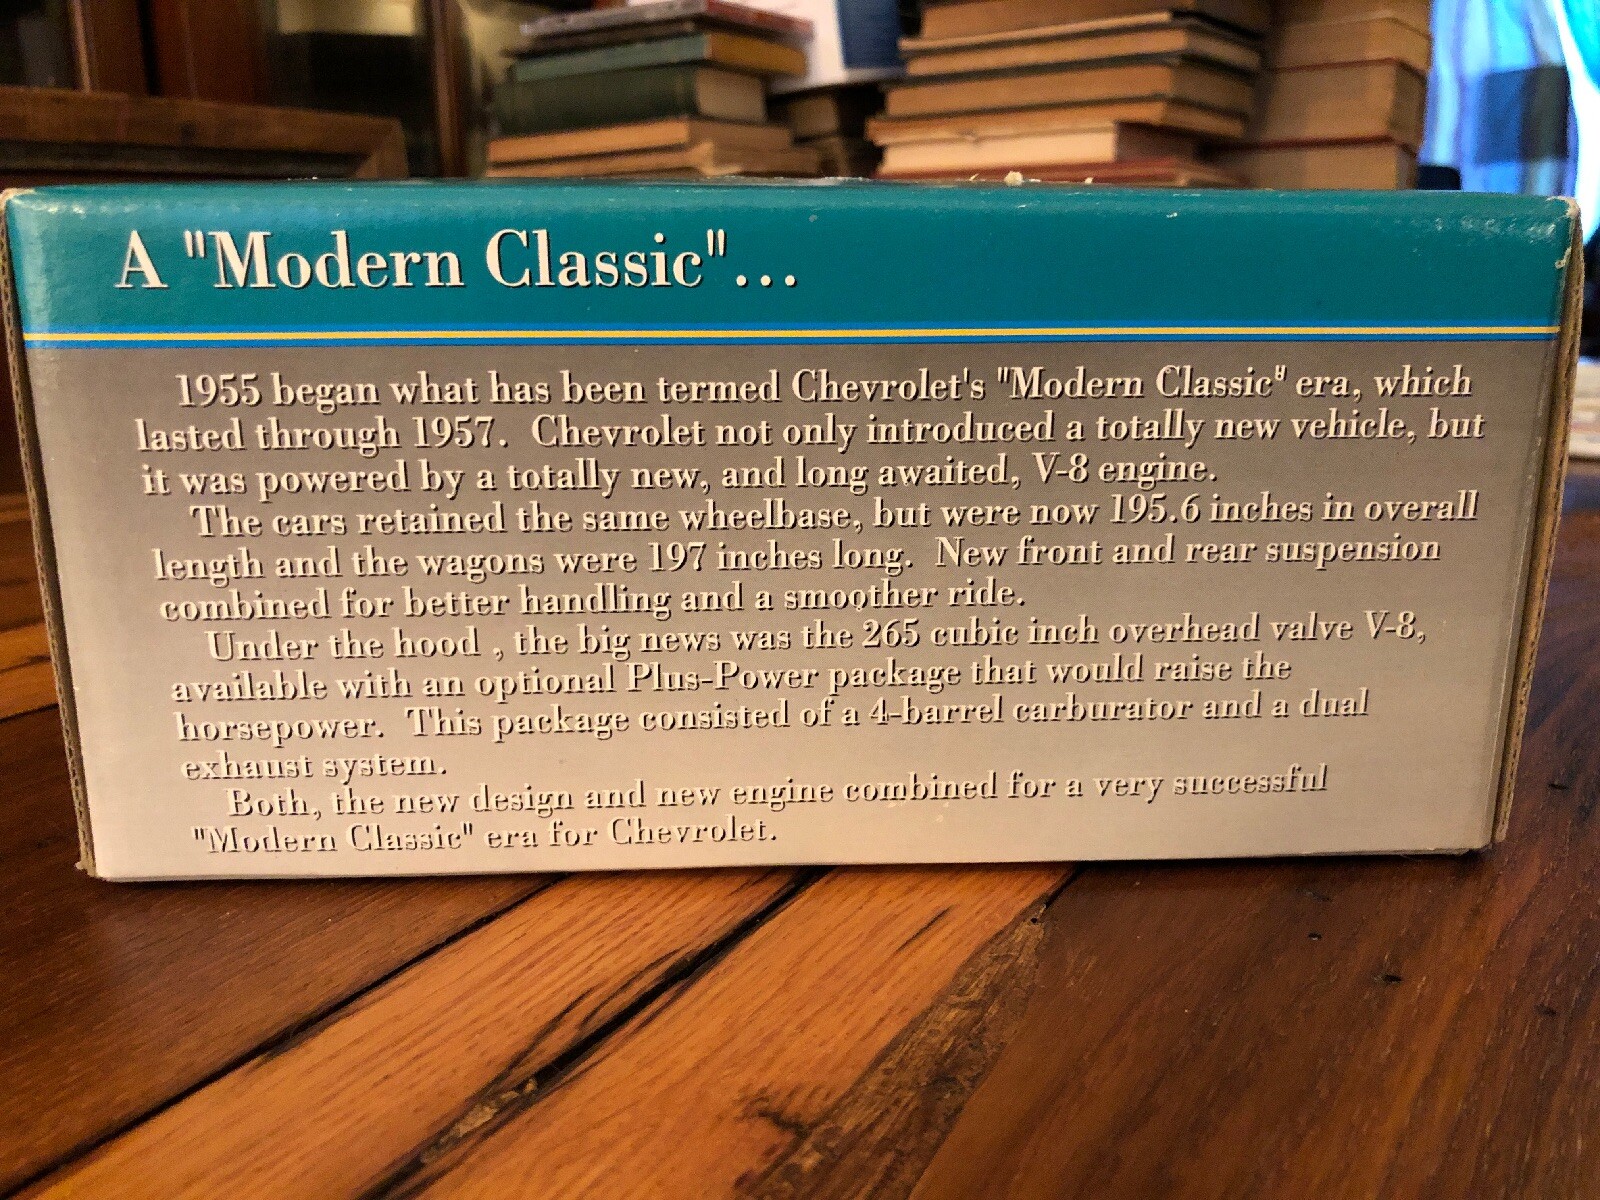 A "Modern Classic"...
1955 began what has been termed Chevrolet's "Modern Classic" era, which
lasted through 1957. Chevrolet not only introduced a totally new vehicle, but
it was powered by a totally new, and long awaited, V-8 engine.
The cars retained the same wheelbase, but were now 195.6 inches in overall
length and the wagons were 197 inches long. New front and rear suspension
combined for better handling and a smoother ride.
Under the hood , the big news was the 265 cubic inch overhead valve V-8,
available with an optional Plus-Power package that would raise the
horsepower. This package consisted of a 4-barrel carburator and a dual
exhaust system.
Both, the new design and new engine combined for a very successful
"Modern Classic" era for Chevrolet.